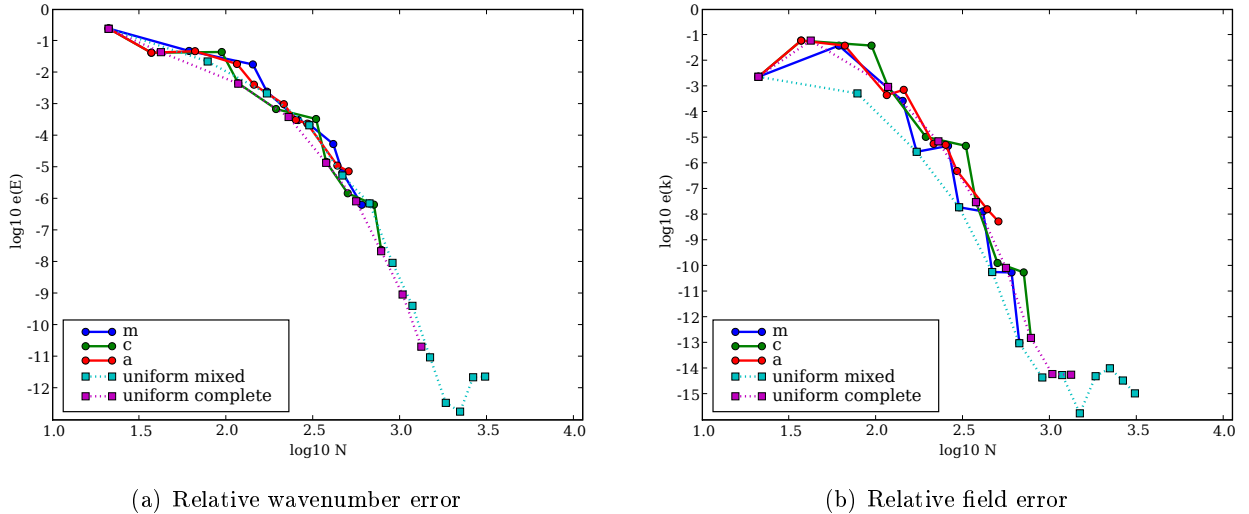 0
-1
-2
-3
-4
-5
-6
-7
-8
-9
-10
-11
-12
log10 e(E)
1.0 1.5 2.0 2.5 3.0 3.5 4.0
log10 N
m
c
a
uniform mixed
uniform complete
(a) Relative wavenumber error
0
-1
-2
-3
-4
-5
-6
-7
-8
-9
-10
-11
-12
-13
-14
-15
log10 e(k)
1.0 1.5 2.0 2.5 3.0 3.5 4.0
log10 N
m
c
a
uniform mixed
uniform complete
(b) Relative field error